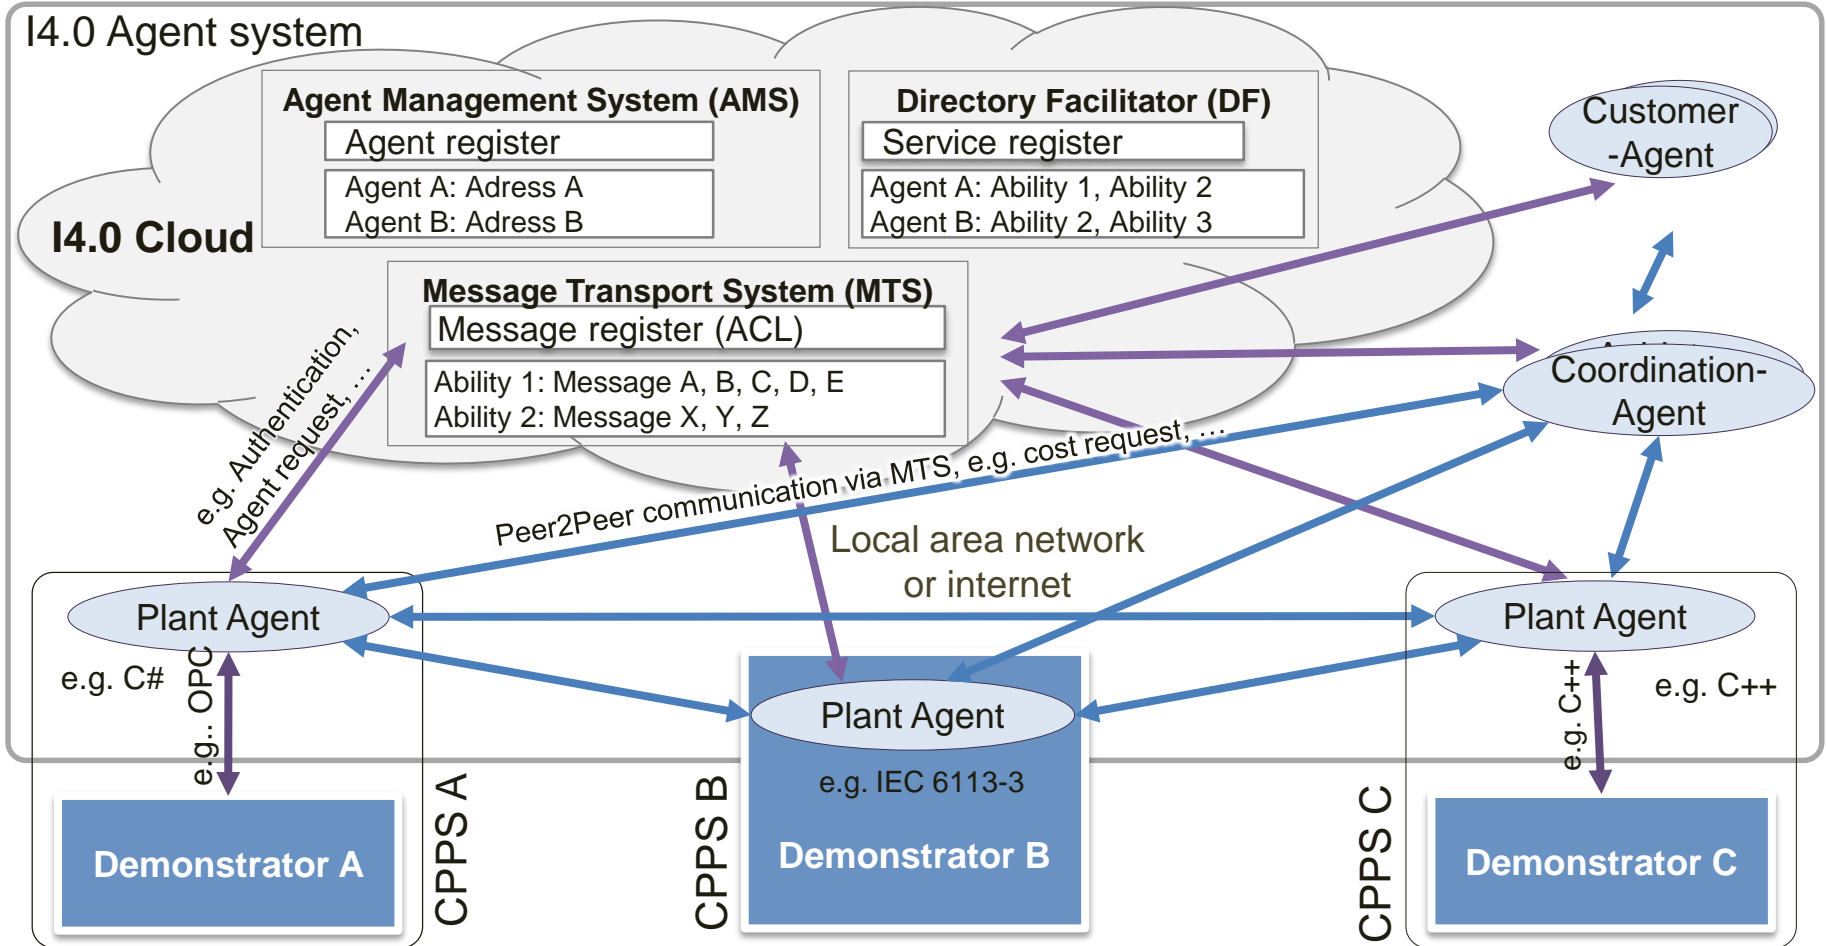 I4.0 Agent system
Agent Management System (AMS)
Agent register
Agent A: Adress A
Agent B: Adress B
Directory Facilitator (DF)
Service register
Agent A: Ability 1, Ability 2
Agent B: Ability 2, Ability 3
Customer
-Agent
I4.0 Cloud
Message Transport System (MTS)
Message register (ACL)
Ability 1: Message A, B, C, D, E
Ability 2: Message X, Y, Z
e.g. Authentication,
Agent request, …
Coordination-
Agent
Peer2Peer communication via MTS, e.g. cost request, …
Local area network
or internet
Plant Agent
e.g. C#
e.g.. OPC
Demonstrator A
CPPS A
Plant Agent
e.g. IEC 6113-3
Demonstrator B
CPPS B
Plant Agent
e.g. C++
e.g. C++
Demonstrator C
CPPS C